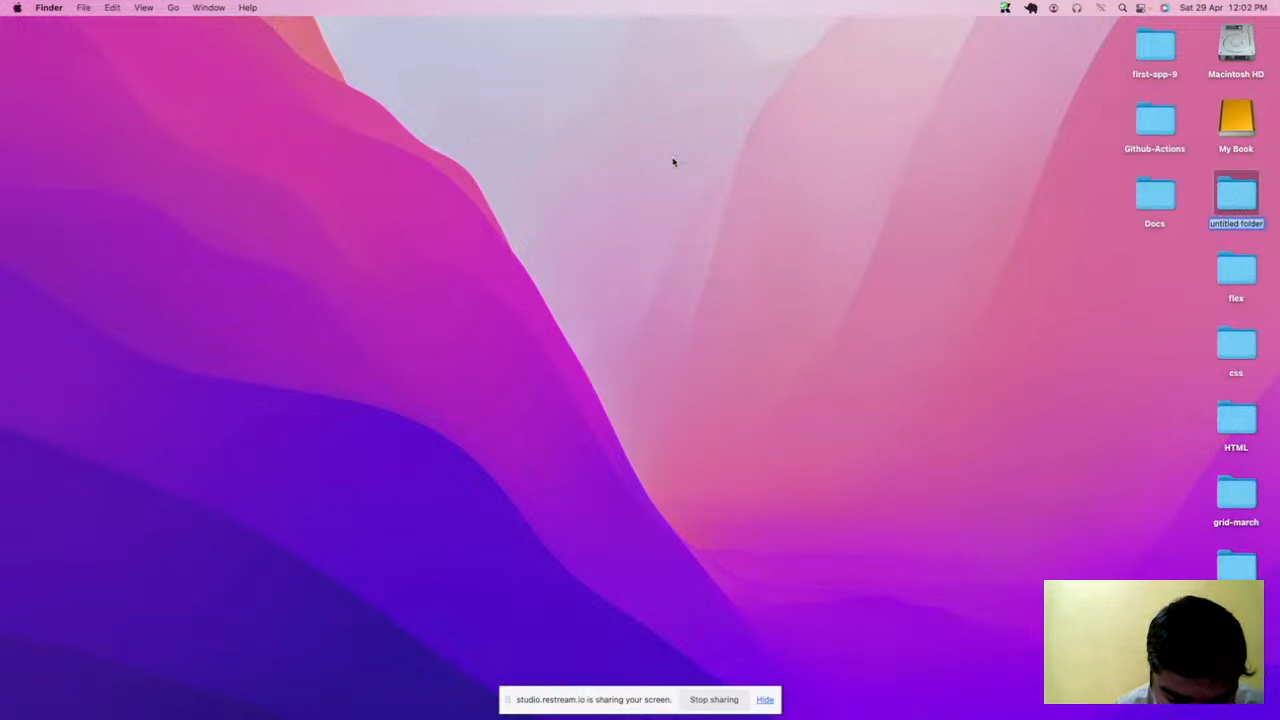 Finder File Edit View Go Window Help Sat 29 Apr 12:02 PM
first-app-9 Macintosh HD
Github-Actions My Book
Docs untitled folder
flex
css
HTML
grid-march
studio.restream.io is sharing your screen. Stop sharing Hide